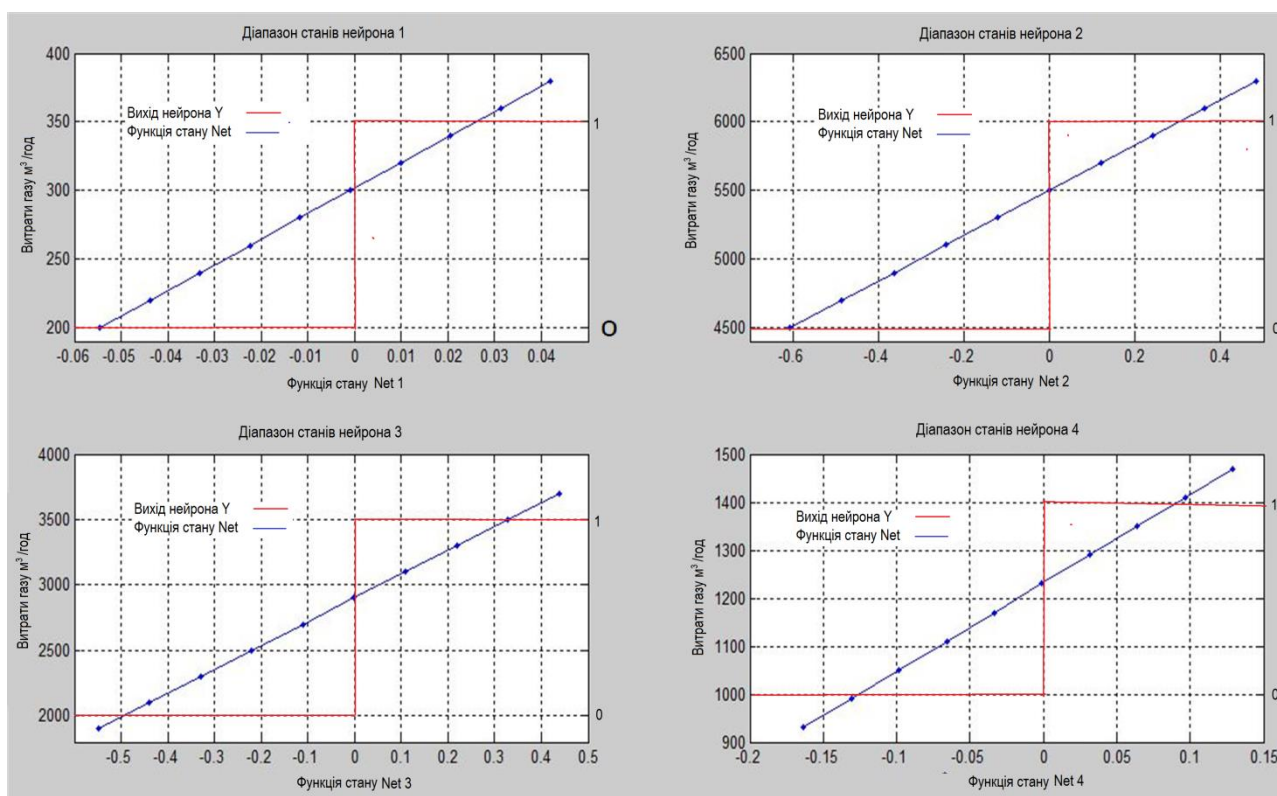 Діапазон станів нейрона 1
400
350
300
250
200
Витрати газу м³/год
Вихід нейрона Y
Функція стану Net
1
O
-0.06 -0.05 -0.04 -0.03 -0.02 -0.01 0 0.01 0.02 0.03 0.04
Функція стану Net 1
Діапазон станів нейрона 2
6500
6000
5500
5000
4500
Витрати газу м³/год
Вихід нейрона Y
Функція стану Net
1
0
-0.6 -0.4 -0.2 0 0.2 0.4
Функція стану Net 2
Діапазон станів нейрона 3
4000
3500
3000
2500
2000
Витрати газу м³/год
Вихід нейрона Y
Функція стану Net
1
0
-0.5 -0.4 -0.3 -0.2 -0.1 0 0.1 0.2 0.3 0.4 0.5
Функція стану Net 3
Діапазон станів нейрона 4
1500
1400
1300
1200
1100
1000
900
Витрати газу м³/год
Вихід нейрона Y
Функція стану Net
1
0
-0.2 -0.15 -0.1 -0.05 0 0.05 0.1 0.15
Функція стану Net 4